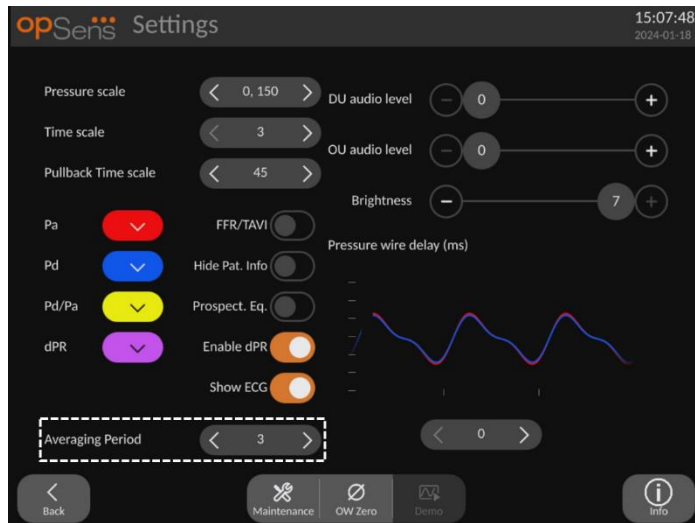 opSens Settings
15:07:48
2024-01-18
Pressure scale
0, 150
Time scale
3
Pullback Time scale
45
DU audio level
0
OU audio level
0
Brightness
7
Pa
FFR/TAVI
Pd
Hide Pat. Info
Pd/Pa
Prospect. Eq.
dPR
Enable dPR
Show ECG
Pressure wire delay (ms)
Averaging Period
3
0
Back
Maintenance
OW Zero
Demo
Info